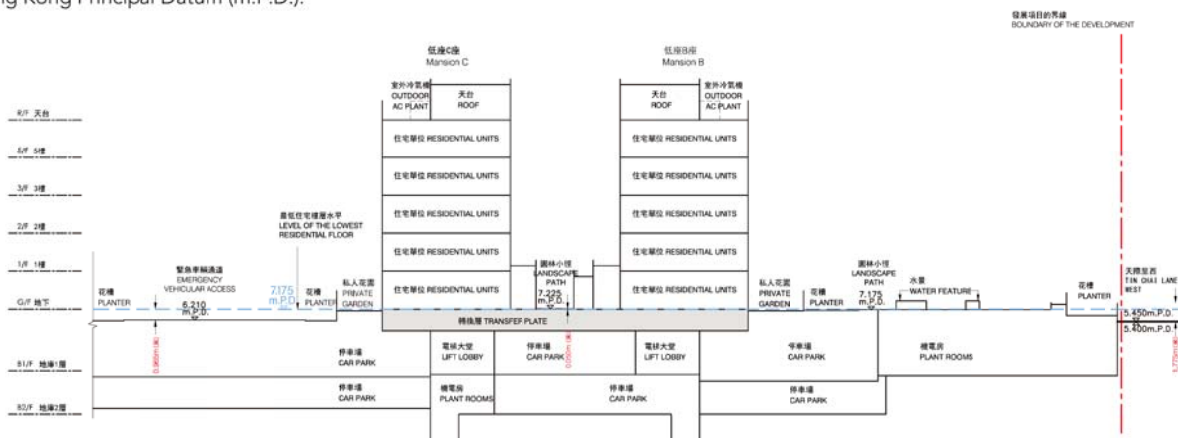 ng Kong Principal Datum (m.P.D.).
發展項目的界線
BOUNDARY OF THE DEVELOPMENT
低座C座
Mansion C
低座B座
Mansion B
室外冷氣機
OUTDOOR
AC PLANT
天台
ROOF
天台
ROOF
室外冷氣機
OUTDOOR
AC PLANT
R/F 天台
住宅單位 RESIDENTIAL UNITS
住宅單位 RESIDENTIAL UNITS
5/F 5樓
住宅單位 RESIDENTIAL UNITS
住宅單位 RESIDENTIAL UNITS
3/F 3樓
住宅單位 RESIDENTIAL UNITS
住宅單位 RESIDENTIAL UNITS
最低住宅樓層水平
LEVEL OF THE LOWEST
RESIDENTIAL FLOOR
2/F 2樓
住宅單位 RESIDENTIAL UNITS
住宅單位 RESIDENTIAL UNITS
1/F 1樓
花槽
PLANTER
緊急車輛通道
EMERGENCY
VEHICULAR ACCESS
6.210
m.P.D.
7.175
m.P.D
花槽
PLANTER
私人花園
PRIVATE
GARDEN
住宅單位 RESIDENTIAL UNITS
園林小徑
LANDSCAPE
PATH
7.225
m.P.D.
住宅單位 RESIDENTIAL UNITS
私人花園
PRIVATE
GARDEN
花槽
PLANTER
園林小徑
LANDSCAPE
PATH
7.175
m.P.D.
水景
WATER FEATURE
花槽
PLANTER
天際至西
TIN CHAI LANE
WEST
5.450m.P.D.
5.400m.P.D.
G/F 地下
轉換層 TRANSFEF PLATE
停車場
CAR PARK
電梯大堂
LIFT LOBBY
停車場
CAR PARK
電梯大堂
LIFT LOBBY
停車場
CAR PARK
機電房
PLANT ROOMS
B1/F 地庫1層
停車場
CAR PARK
機電房
PLANT ROOMS
停車場
CAR PARK
停車場
CAR PARK
B2/F 地庫2層